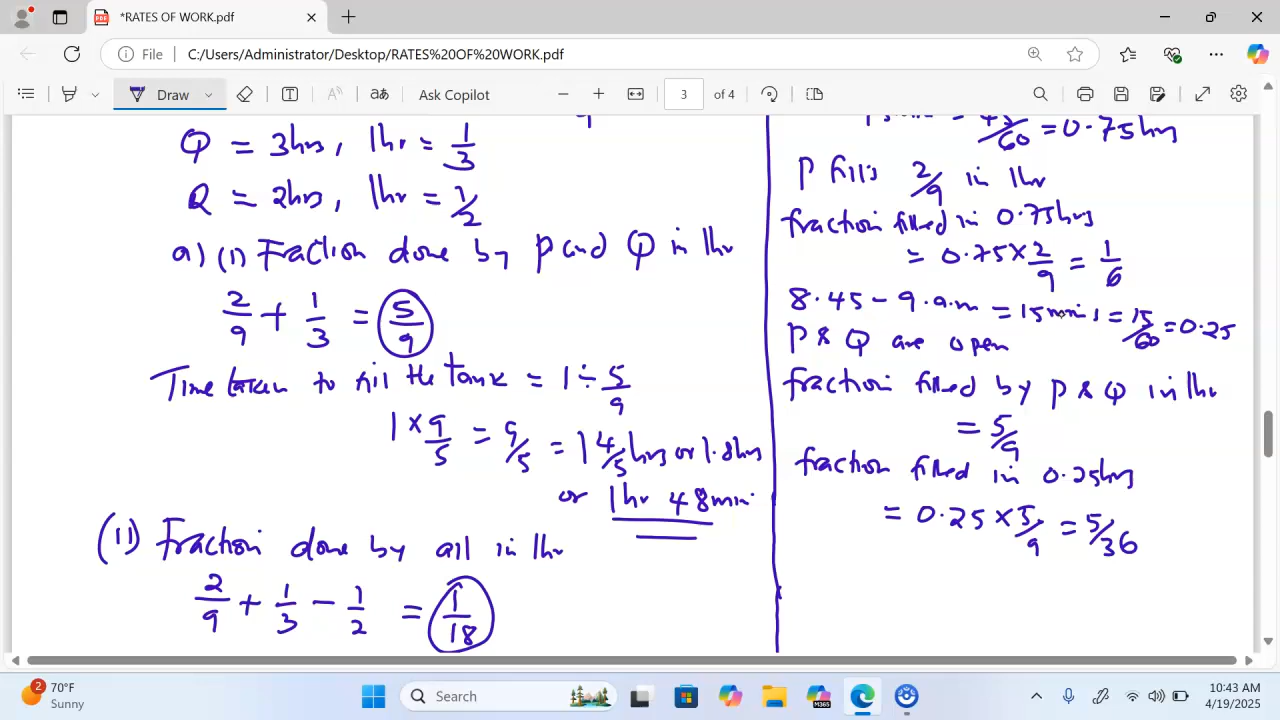 *RATES OF WORK.pdf
File
C:/Users/Administrator/Desktop/RATES%20OF%20WORK.pdf
Draw
Ask Copilot
3
of 4
Q = 3hrs, 1hr = 1/3
R = 2hrs, 1hr = 1/2
a) (i) Fraction done by P and Q in 1hr
2/9 + 1/3 = 5/9
Time taken to fill the tank = 1 ÷ 5/9
1 × 9/5 = 9/5 = 1 4/5 hrs or 1.8hrs
or 1hr 48min
(ii) Fraction done by all in 1hr
2/9 + 1/3 - 1/2 = 1/18
= 45/60 = 0.75hrs
P fills 2/9 in 1hr
fraction filled in 0.75hrs
= 0.75 × 2/9 = 1/6
8.45 - 9.a.m = 15mins = 15/60 = 0.25
P & Q are open
fraction filled by P & Q in 1hr
= 5/9
fraction filled in 0.25hrs
= 0.25 × 5/9 = 5/36
2
70°F
Sunny
Search
M365
10:43 AM
4/19/2025